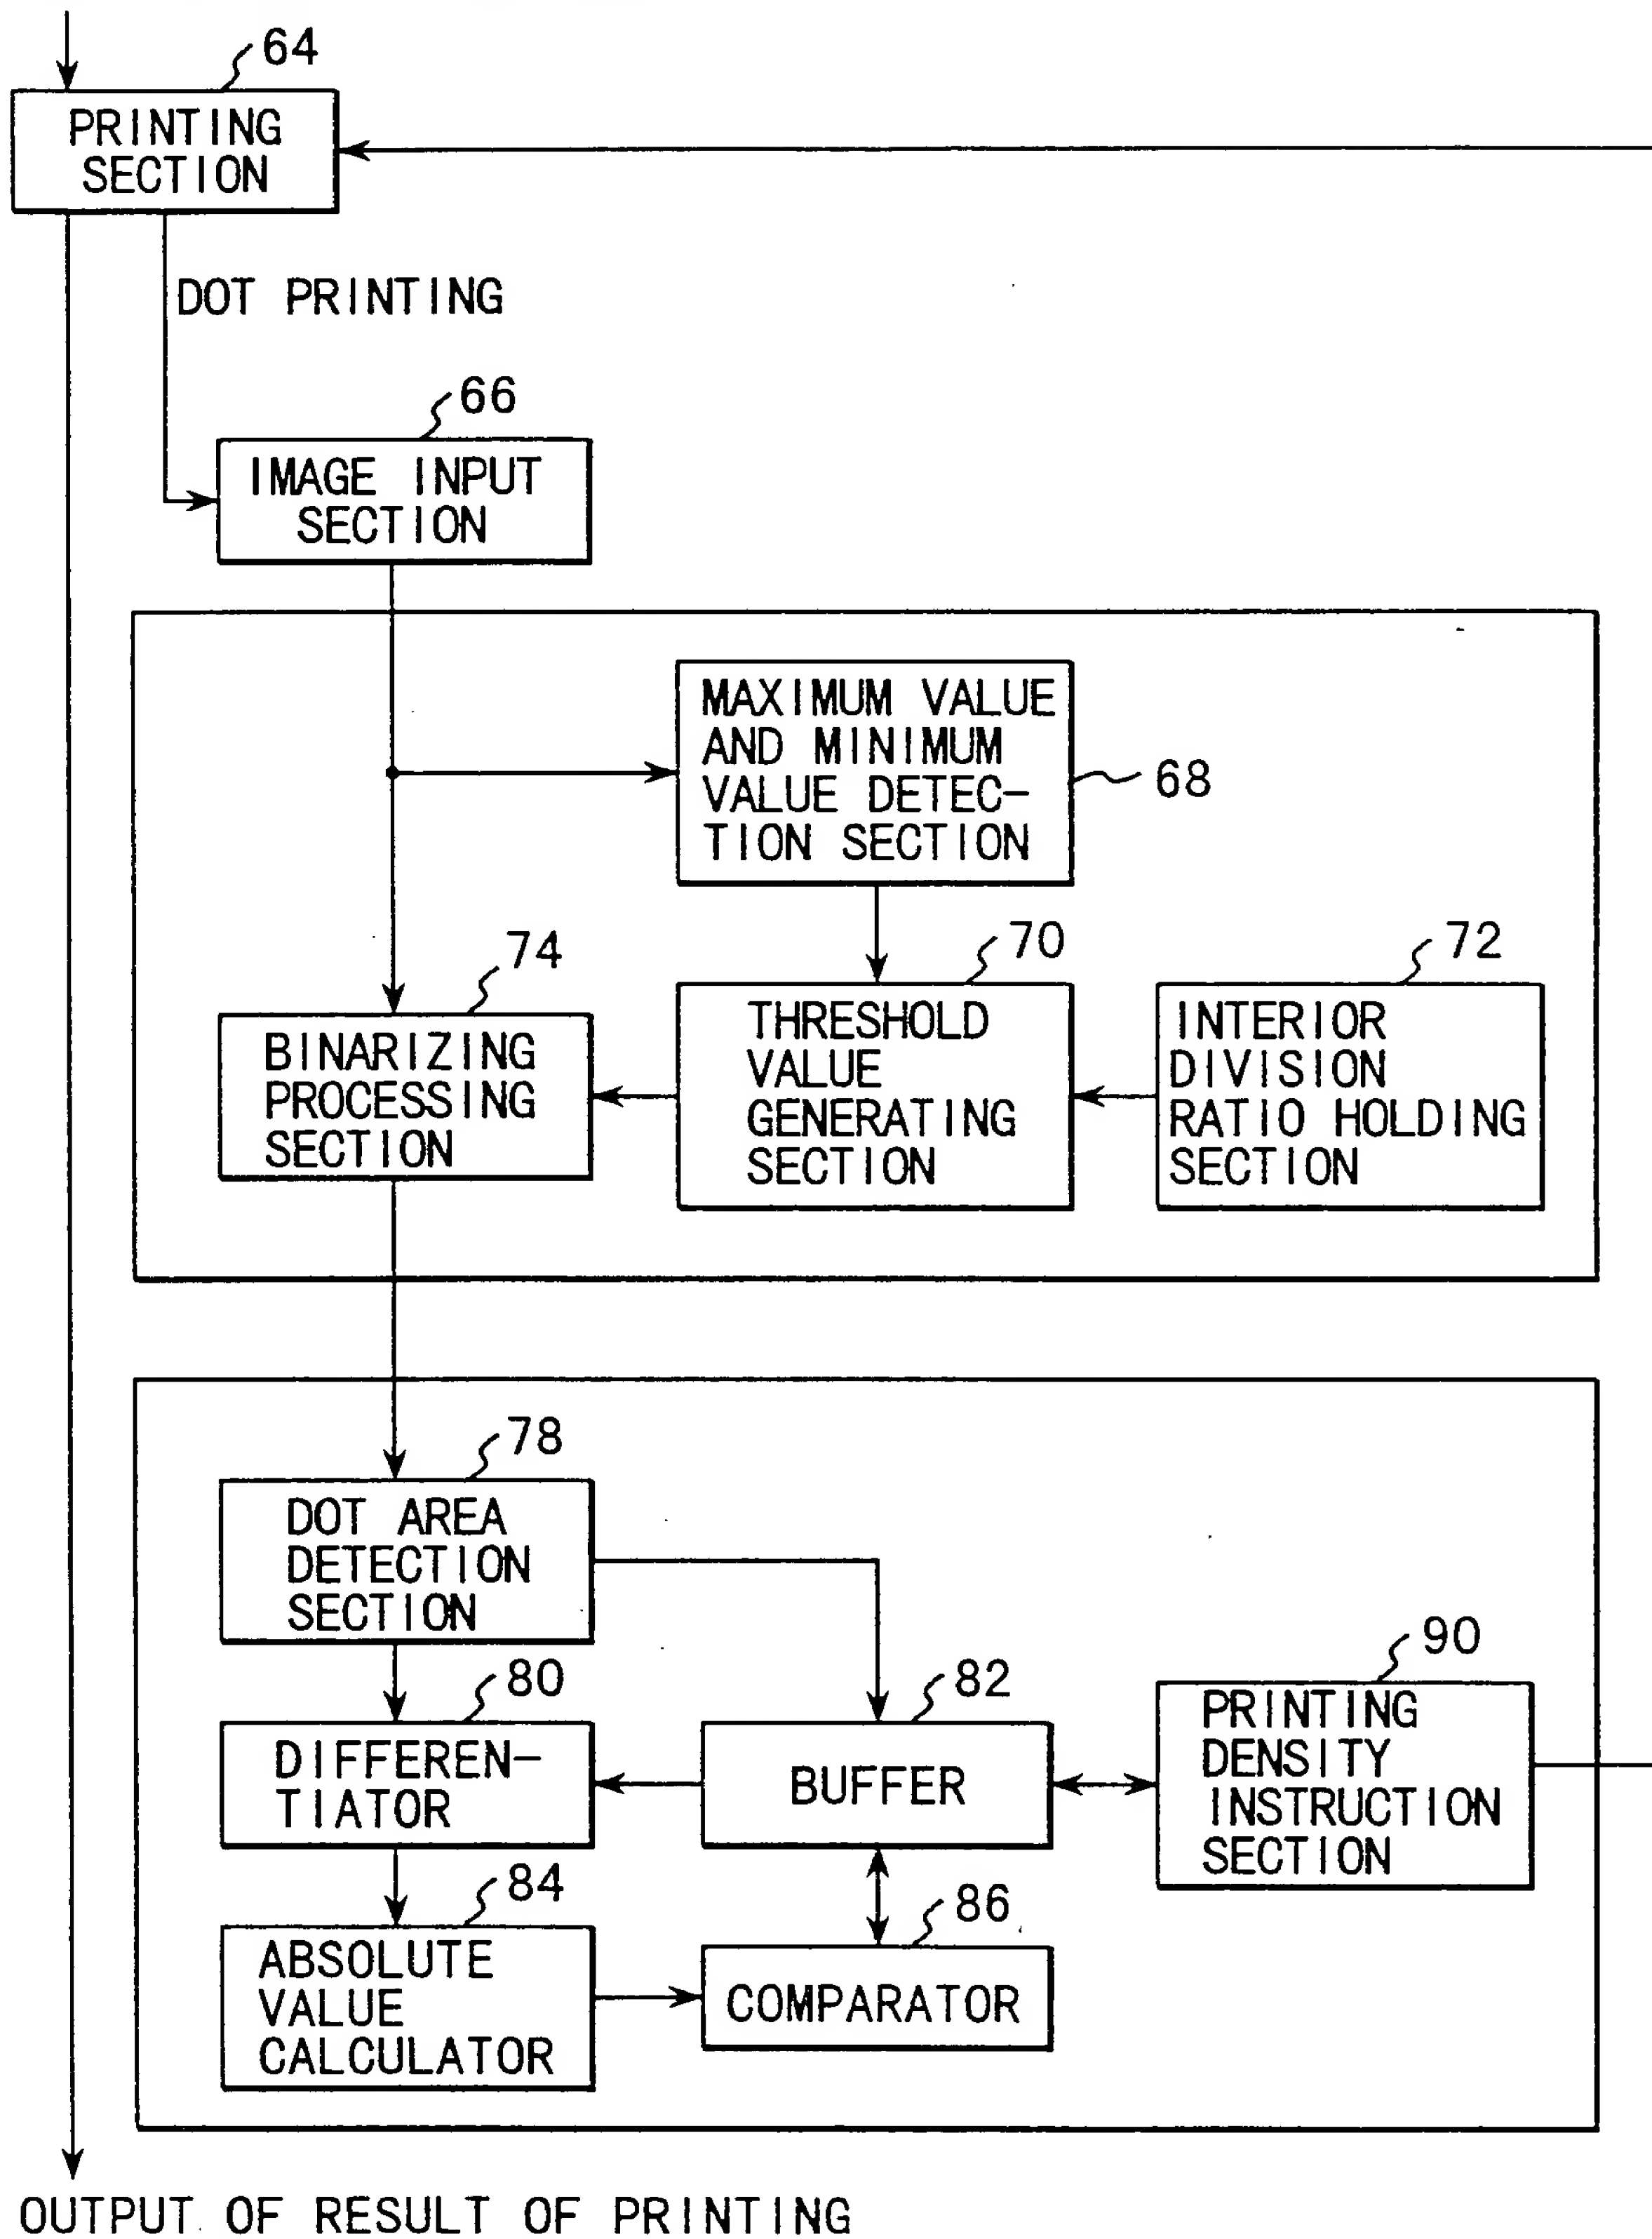 64
PRINTING
SECTION
DOT PRINTING
66
IMAGE INPUT
SECTION
MAXIMUM VALUE
AND MINIMUM
VALUE DETEC-
TION SECTION
68
74
BINARIZING
PROCESSING
SECTION
70
THRESHOLD
VALUE
GENERATING
SECTION
72
INTERIOR
DIVISION
RATIO HOLDING
SECTION
78
DOT AREA
DETECTION
SECTION
80
DIFFEREN-
TIATOR
82
BUFFER
90
PRINTING
DENSITY
INSTRUCTION
SECTION
84
ABSOLUTE
VALUE
CALCULATOR
86
COMPARATOR
OUTPUT OF RESULT OF PRINTING